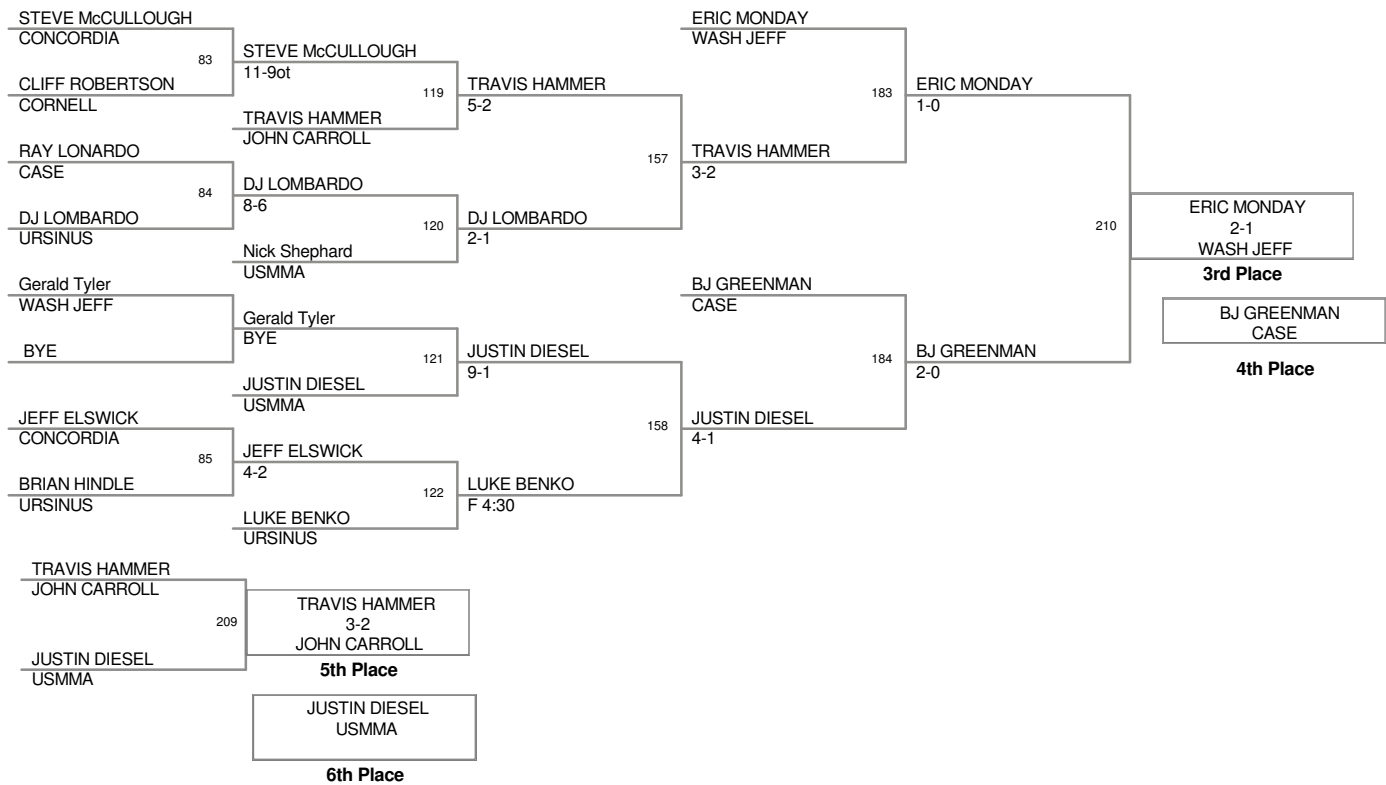 STEVE McCULLOUGH
CONCORDIA
83
CLIFF ROBERTSON
CORNELL
RAY LONARDO
CASE
84
DJ LOMBARDO
URSINUS
Gerald Tyler
WASH JEFF
BYE
JEFF ELSWICK
CONCORDIA
85
BRIAN HINDLE
URSINUS
STEVE McCULLOUGH
11-9ot
119
TRAVIS HAMMER
JOHN CARROLL
DJ LOMBARDO
8-6
120
Nick Shephard
USMMA
Gerald Tyler
BYE
121
JUSTIN DIESEL
USMMA
JEFF ELSWICK
4-2
122
LUKE BENKO
URSINUS
TRAVIS HAMMER
5-2
157
DJ LOMBARDO
2-1
JUSTIN DIESEL
9-1
158
LUKE BENKO
F 4:30
ERIC MONDAY
WASH JEFF
183
TRAVIS HAMMER
3-2
BJ GREENMAN
CASE
184
JUSTIN DIESEL
4-1
ERIC MONDAY
1-0
210
BJ GREENMAN
2-0
ERIC MONDAY
2-1
WASH JEFF
3rd Place
BJ GREENMAN
CASE
4th Place
TRAVIS HAMMER
JOHN CARROLL
209
JUSTIN DIESEL
USMMA
TRAVIS HAMMER
3-2
JOHN CARROLL
5th Place
JUSTIN DIESEL
USMMA
6th Place